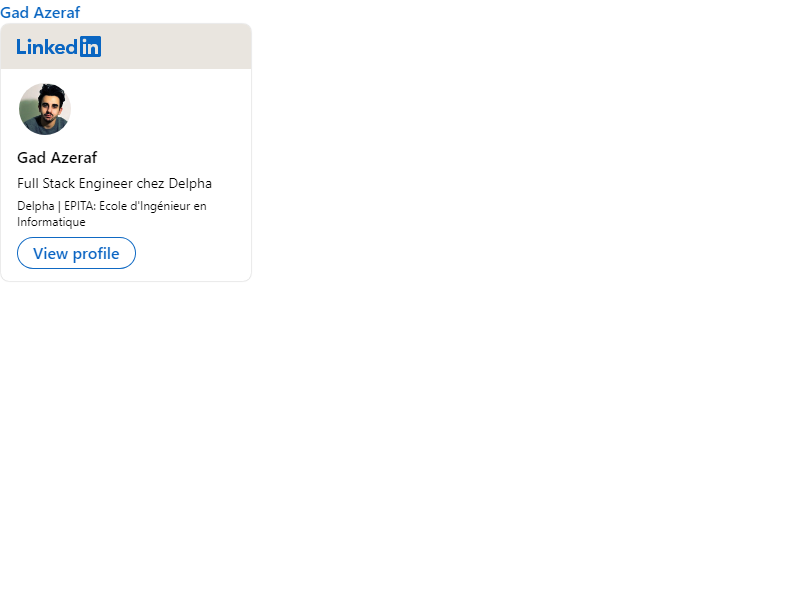 Gad Azeraf
LinkedIn
Gad Azeraf
Full Stack Engineer chez Delpha
Delpha | EPITA: Ecole d'Ingénieur en
Informatique
View profile